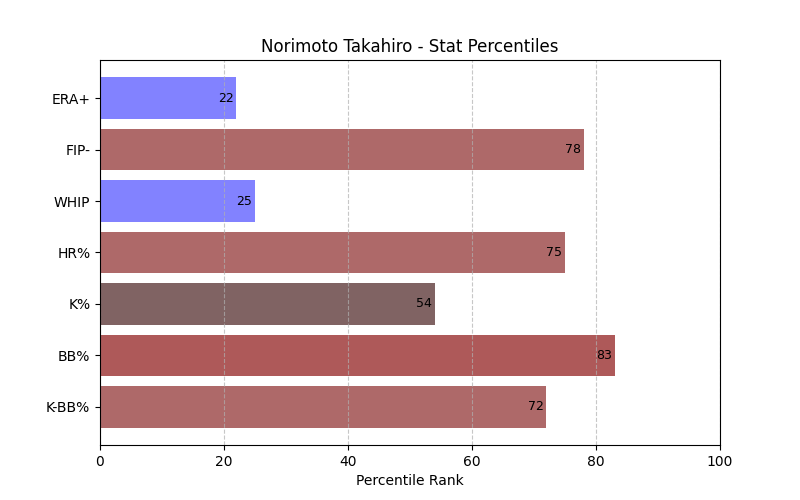 Norimoto Takahiro - Stat Percentiles
ERA+ 22
FIP- 78
WHIP 25
HR% 75
K% 54
BB% 83
K-BB% 72
0 20 40 60 80 100
Percentile Rank